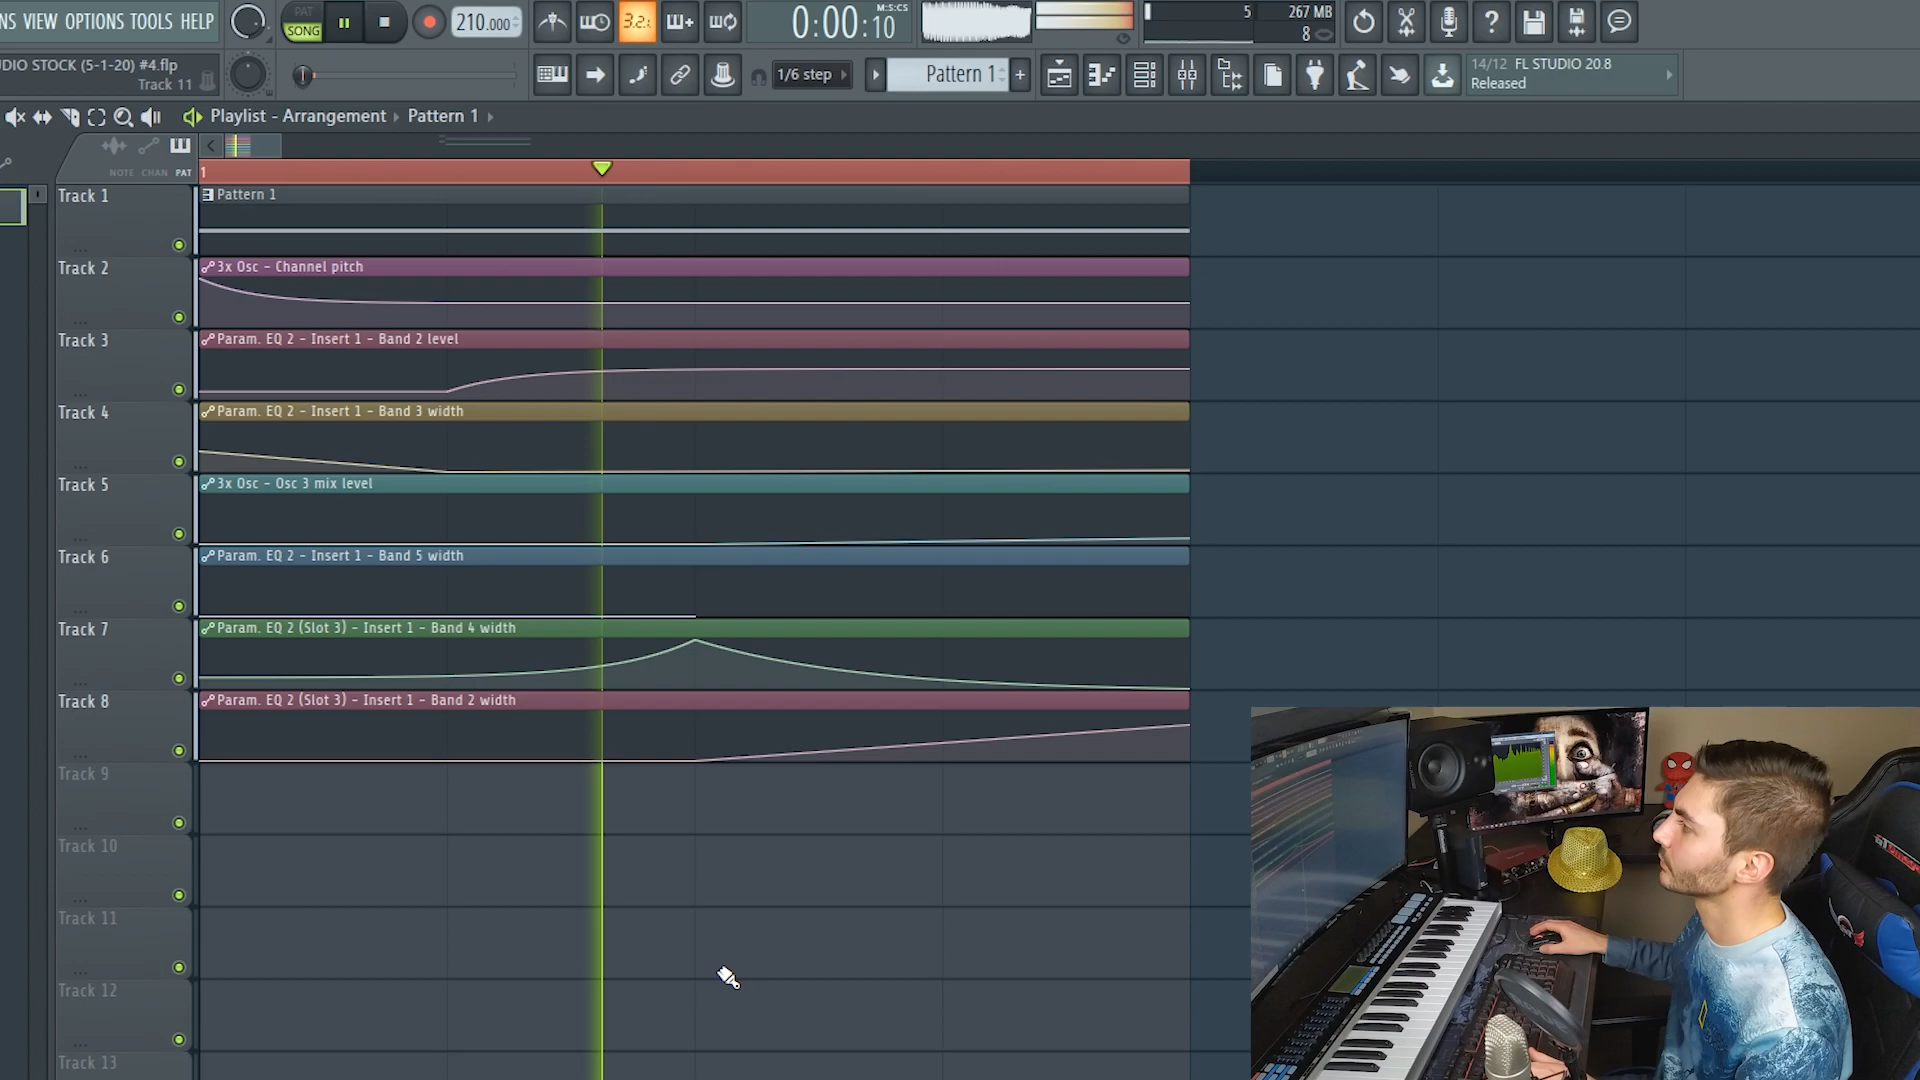 NS VIEW OPTIONS TOOLS HELP
PAT
SONG
210.000
3.2.
0:00:10
M:S:CS
5
267 MB
8
DIO STOCK (5-1-20) #4.flp
Track 11
1/6 step
Pattern 1
+
14/12 FL STUDIO 20.8
Released
Playlist - Arrangement
Pattern 1
NOTE CHAN PAT
1
Track 1
Pattern 1
Track 2
3x Osc - Channel pitch
Track 3
Param. EQ 2 - Insert 1 - Band 2 level
Track 4
Param. EQ 2 - Insert 1 - Band 3 width
Track 5
3x Osc - Osc 3 mix level
Track 6
Param. EQ 2 - Insert 1 - Band 5 width
Track 7
Param. EQ 2 (Slot 3) - Insert 1 - Band 4 width
Track 8
Param. EQ 2 (Slot 3) - Insert 1 - Band 2 width
Track 9
Track 10
Track 11
Track 12
Track 13